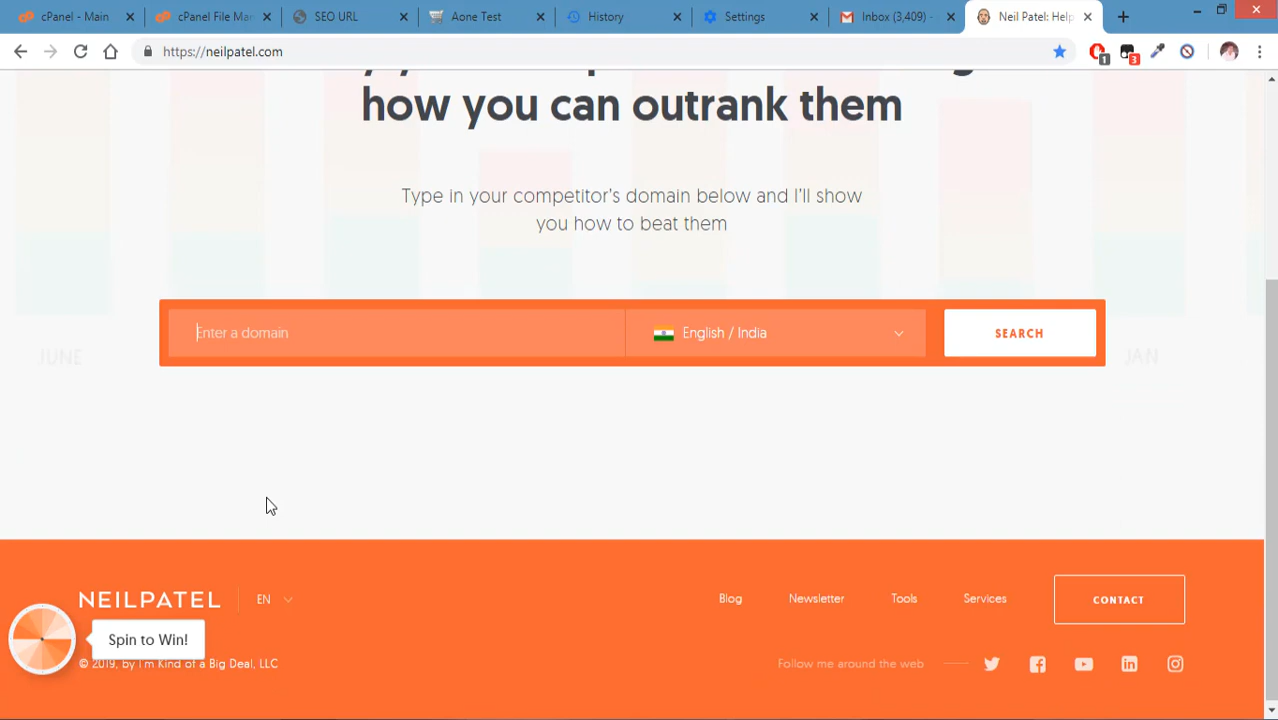 cPanel - Main
cPanel File Mar
SEO URL
Aone Test
History
Settings
Inbox (3,409) -
Neil Patel: Help
https://neilpatel.com
1
3
how you can outrank them
Type in your competitor's domain below and I'll show
you how to beat them
Enter a domain
English / India
SEARCH
JUNE
JAN
NEILPATEL
EN
Blog
Newsletter
Tools
Services
CONTACT
Spin to Win!
© 2019, by I'm Kind of a Big Deal, LLC
Follow me around the web